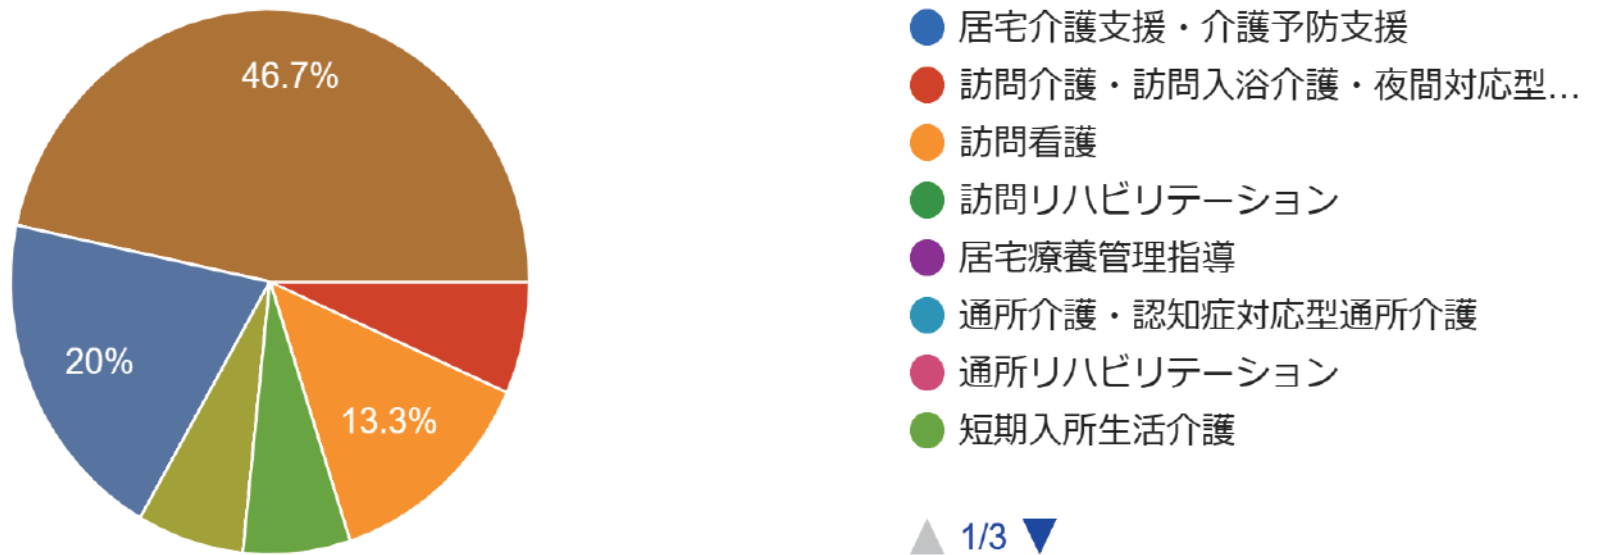 46.7%
20%
13.3%
居宅介護支援・介護予防支援
訪問介護・訪問入浴介護・夜間対応型…
訪問看護
訪問リハビリテーション
居宅療養管理指導
通所介護・認知症対応型通所介護
通所リハビリテーション
短期入所生活介護
1/3